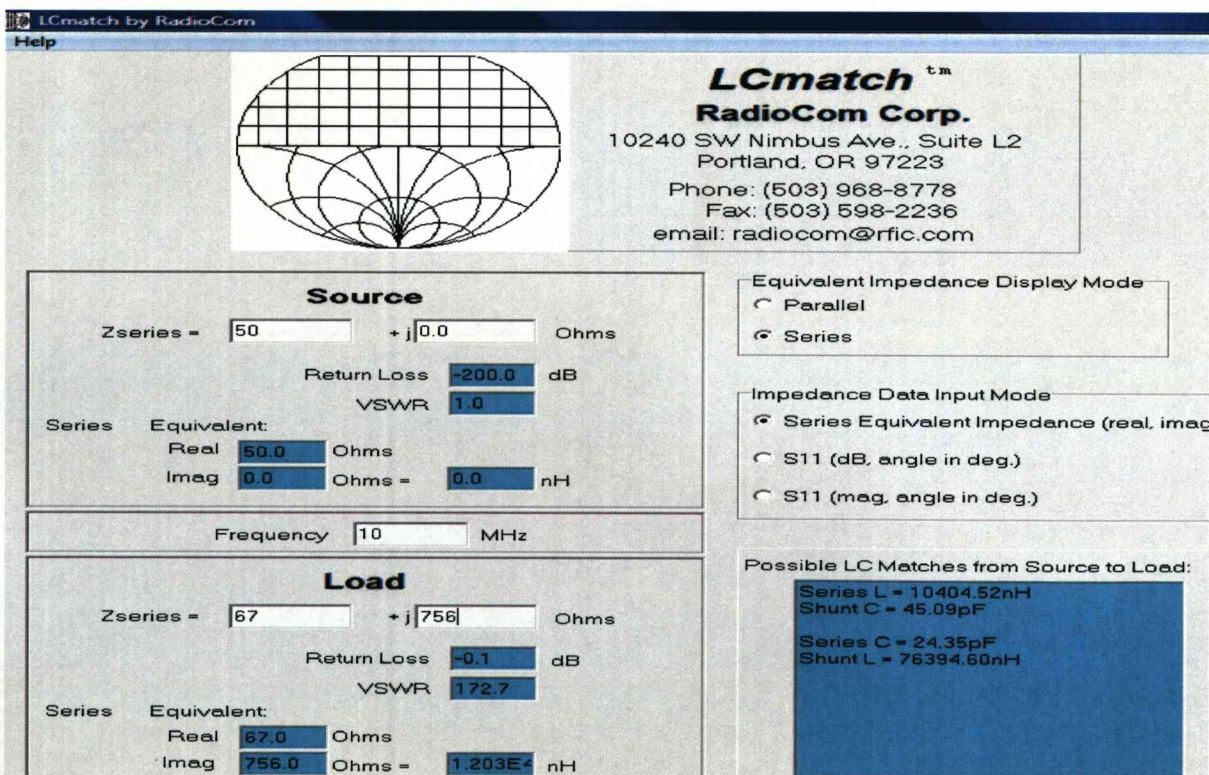 LCmatch by RadioCom
Help
LCmatch tm
RadioCom Corp.
10240 SW Nimbus Ave., Suite L2
Portland, OR 97223
Phone: (503) 968-8778
Fax: (503) 598-2236
email: radiocom@rfic.com
Source
Zseries = 50 + j 0.0 Ohms
Return Loss -200.0 dB
VSWR 1.0
Series Equivalent:
Real 50.0 Ohms
Imag 0.0 Ohms = 0.0 nH
Frequency 10 MHz
Load
Zseries = 67 + j 756 Ohms
Return Loss -0.1 dB
VSWR 172.7
Series Equivalent:
Real 67.0 Ohms
Imag 756.0 Ohms = 1.203E4 nH
Equivalent Impedance Display Mode
Parallel
Series
Impedance Data Input Mode
Series Equivalent Impedance (real, imag
S11 (dB, angle in deg.)
S11 (mag, angle in deg.)
Possible LC Matches from Source to Load:
Series L = 10404.52nH
Shunt C = 45.09pF
Series C = 24.35pF
Shunt L = 76394.60nH